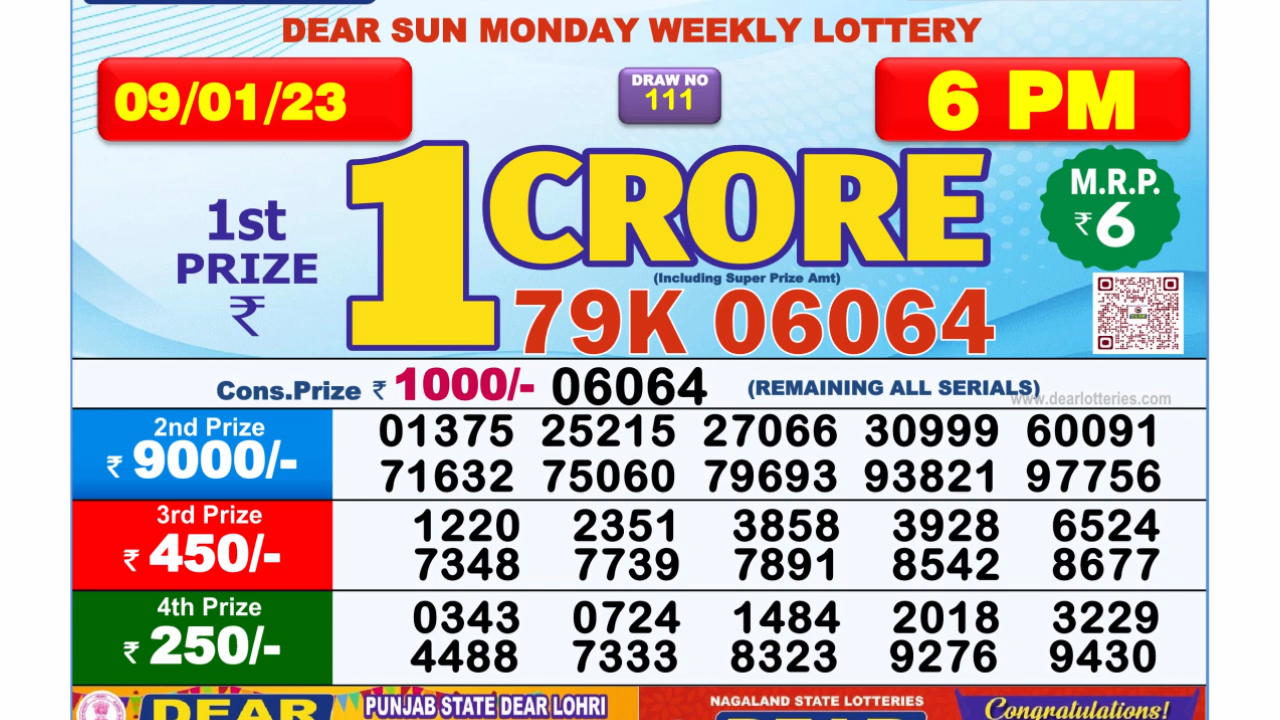 DEAR SUN MONDAY WEEKLY LOTTERY
09/01/23
DRAW NO
111
6 PM
1st
PRIZE
₹
1 CRORE
(Including Super Prize Amt)
79K 06064
M.R.P.
₹6
Cons.Prize ₹ 1000/- 06064 (REMAINING ALL SERIALS)
www.dearlotteries.com
2nd Prize
₹ 9000/-
01375 25215 27066 30999 60091
71632 75060 79693 93821 97756
3rd Prize
₹ 450/-
1220 2351 3858 3928 6524
7348 7739 7891 8542 8677
4th Prize
₹ 250/-
0343 0724 1484 2018 3229
4488 7333 8323 9276 9430
DEAR
PUNJAB STATE DEAR LOHRI
NAGALAND STATE LOTTERIES
DEAR
Congratulations!